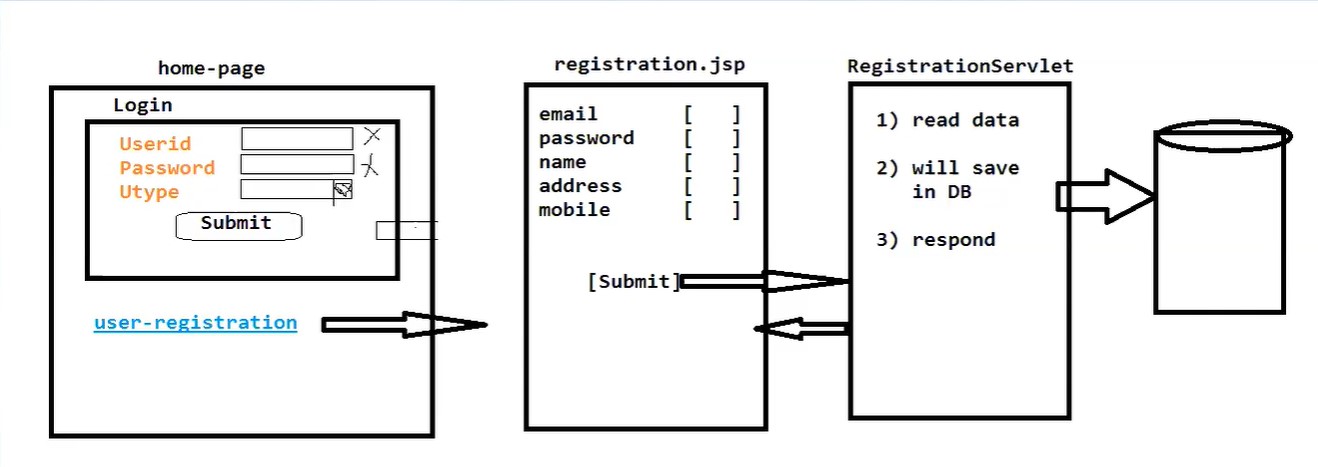 home-page
Login
Userid
Password
Utype
Submit
user-registration
registration.jsp
email [ ]
password [ ]
name [ ]
address [ ]
mobile [ ]
[Submit]
RegistrationServlet
1) read data
2) will save
in DB
3) respond